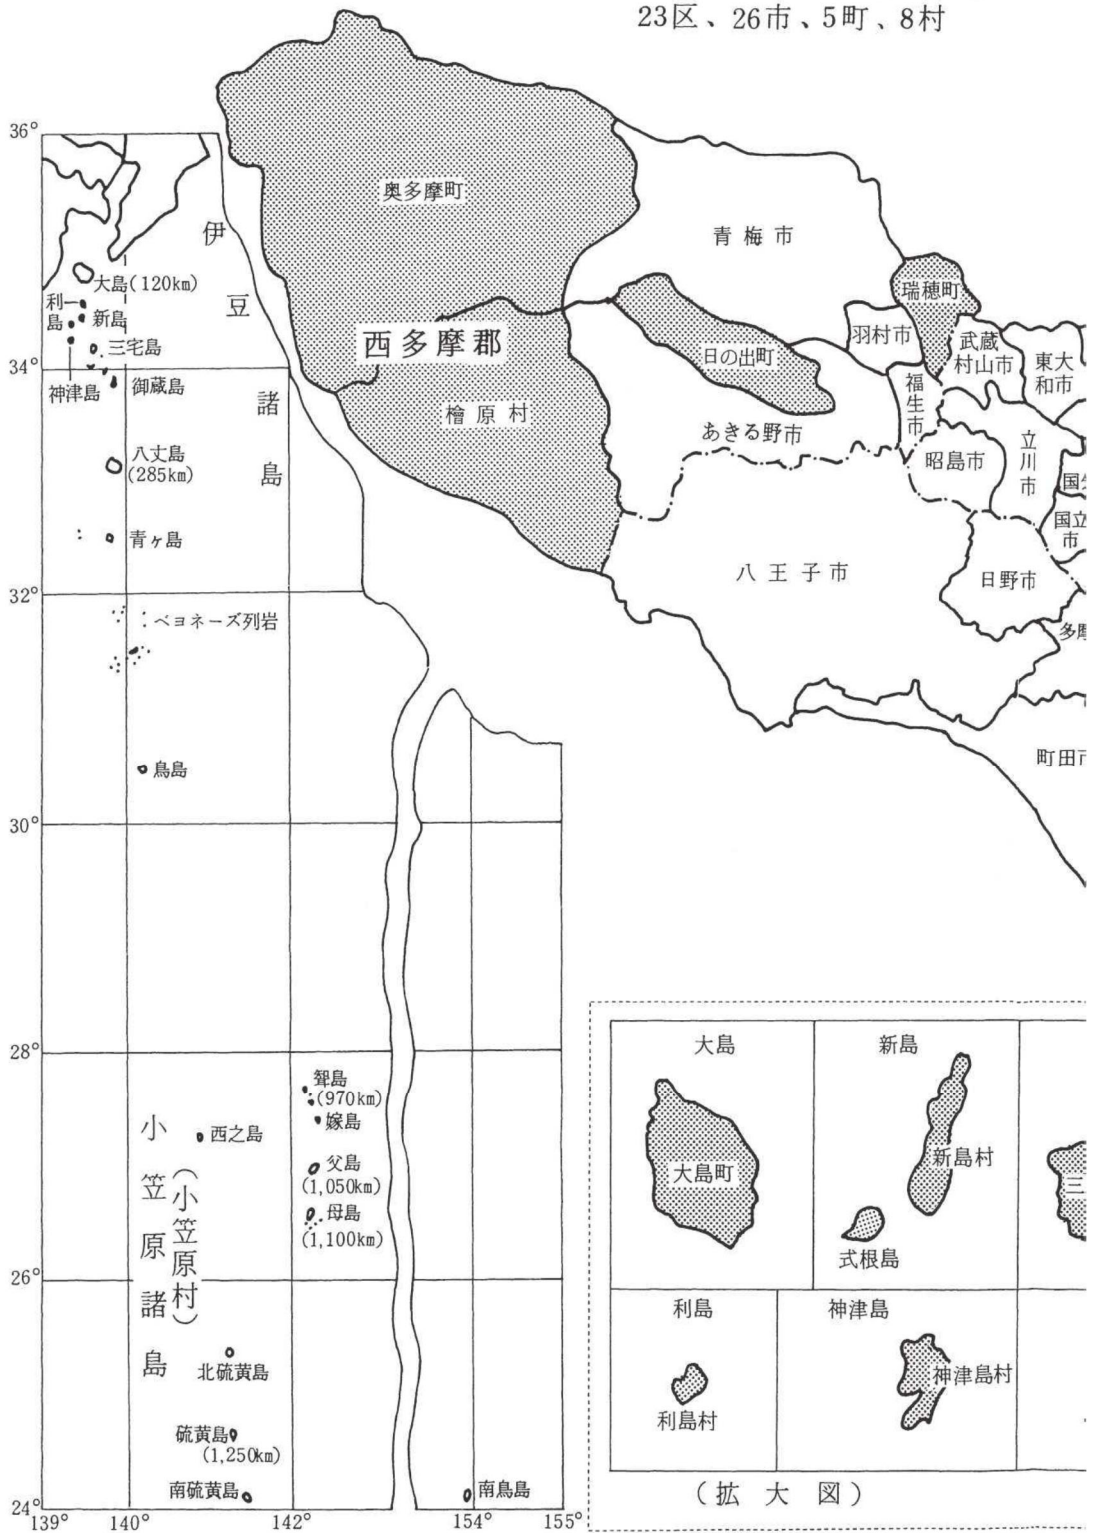 23区、26市、5町、8村
36°
34°
32°
30°
28°
26°
24°
139°
140°
142°
154°
155°
伊豆諸島
大島(120km)
利島
新島
三宅島
神津島
御蔵島
八丈島
(285km)
青ヶ島
ベヨネーズ列岩
鳥島
小笠原諸島
(小笠原村)
聟島
(970km)
嫁島
西之島
父島
(1,050km)
母島
(1,100km)
北硫黄島
硫黄島
(1,250km)
南硫黄島
南鳥島
奥多摩町
西多摩郡
檜原村
青梅市
日の出町
瑞穂町
羽村市
武蔵
村山市
東大
和市
福生市
あきる野市
昭島市
立川市
国立
市
八王子市
日野市
多摩
町田市
大島
大島町
新島
新島村
式根島
三
利島
利島村
神津島
神津島村
(拡大図)